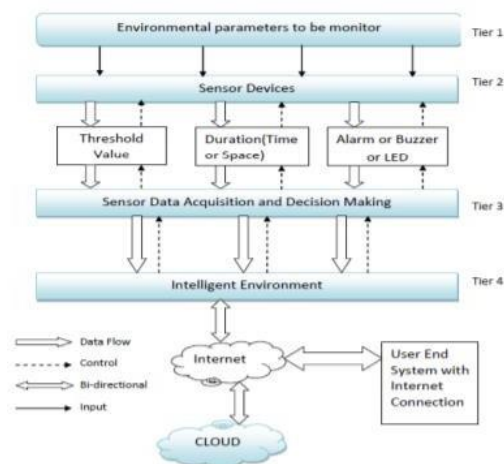 Environmental parameters to be monitor
Tier 1
Sensor Devices
Tier 2
Threshold
Value
Duration(Time
or Space)
Alarm or Buzzer
or LED
Sensor Data Acquisition and Decision Making
Tier 3
Intelligent Environment
Tier 4
Data Flow
Control
Bi-directional
Input
Internet
User End
System with
Internet
Connection
CLOUD